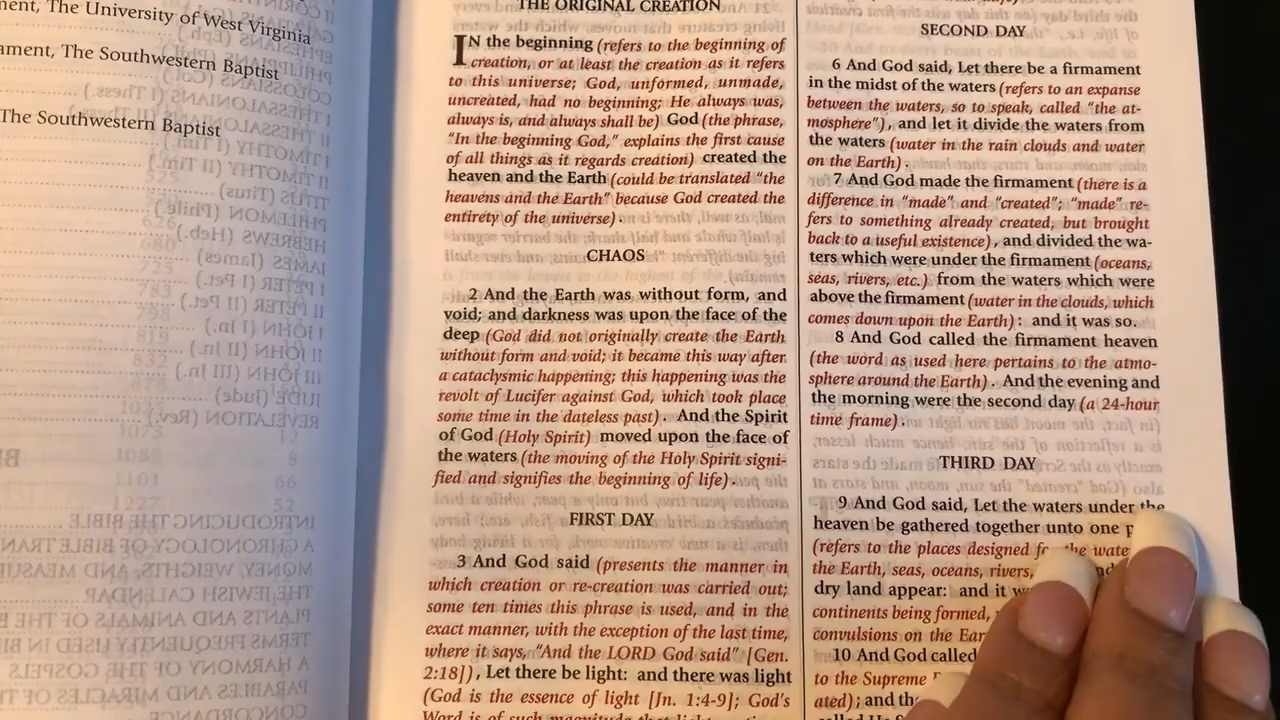 ment, The University of West Virginia
ament, The Southwestern Baptist
The Southwestern Baptist
THE ORIGINAL CREATION
IN the beginning (refers to the beginning of
creation, or at least the creation as it refers
to this universe; God, unformed, unmade,
uncreated, had no beginning; He always was,
always is, and always shall be) God (the phrase,
"In the beginning God," explains the first cause
of all things as it regards creation) created the
heaven and the Earth (could be translated "the
heavens and the Earth" because God created the
entirety of the universe).
CHAOS
2 And the Earth was without form, and
void; and darkness was upon the face of the
deep (God did not originally create the Earth
without form and void; it became this way after
a cataclysmic happening; this happening was the
revolt of Lucifer against God, which took place
some time in the dateless past). And the Spirit
of God (Holy Spirit) moved upon the face of
the waters (the moving of the Holy Spirit signi-
fied and signifies the beginning of life).
FIRST DAY
3 And God said (presents the manner in
which creation or re-creation was carried out;
some ten times this phrase is used, and in the
exact manner, with the exception of the last time,
where it says, "And the LORD God said" [Gen.
2:18]), Let there be light: and there was light
(God is the essence of light [Jn. 1:4-9]; God's
Word is of such magnitude that light
SECOND DAY
6 And God said, Let there be a firmament
in the midst of the waters (refers to an expanse
between the waters, so to speak, called "the at-
mosphere"), and let it divide the waters from
the waters (water in the rain clouds and water
on the Earth).
7 And God made the firmament (there is a
difference in "made" and "created"; "made" re-
fers to something already created, but brought
back to a useful existence), and divided the wa-
ters which were under the firmament (oceans,
seas, rivers, etc.) from the waters which were
above the firmament (water in the clouds, which
comes down upon the Earth): and it was so.
8 And God called the firmament heaven
(the word as used here pertains to the atmo-
sphere around the Earth). And the evening and
the morning were the second day (a 24-hour
time frame).
THIRD DAY
9 And God said, Let the waters under the
heaven be gathered together unto one
(refers to the places designed the
the Earth, seas, oceans, rivers,
dry land appear: and it
continents being formed,
convulsions on the
10 And God called
to the Supreme
ated); and